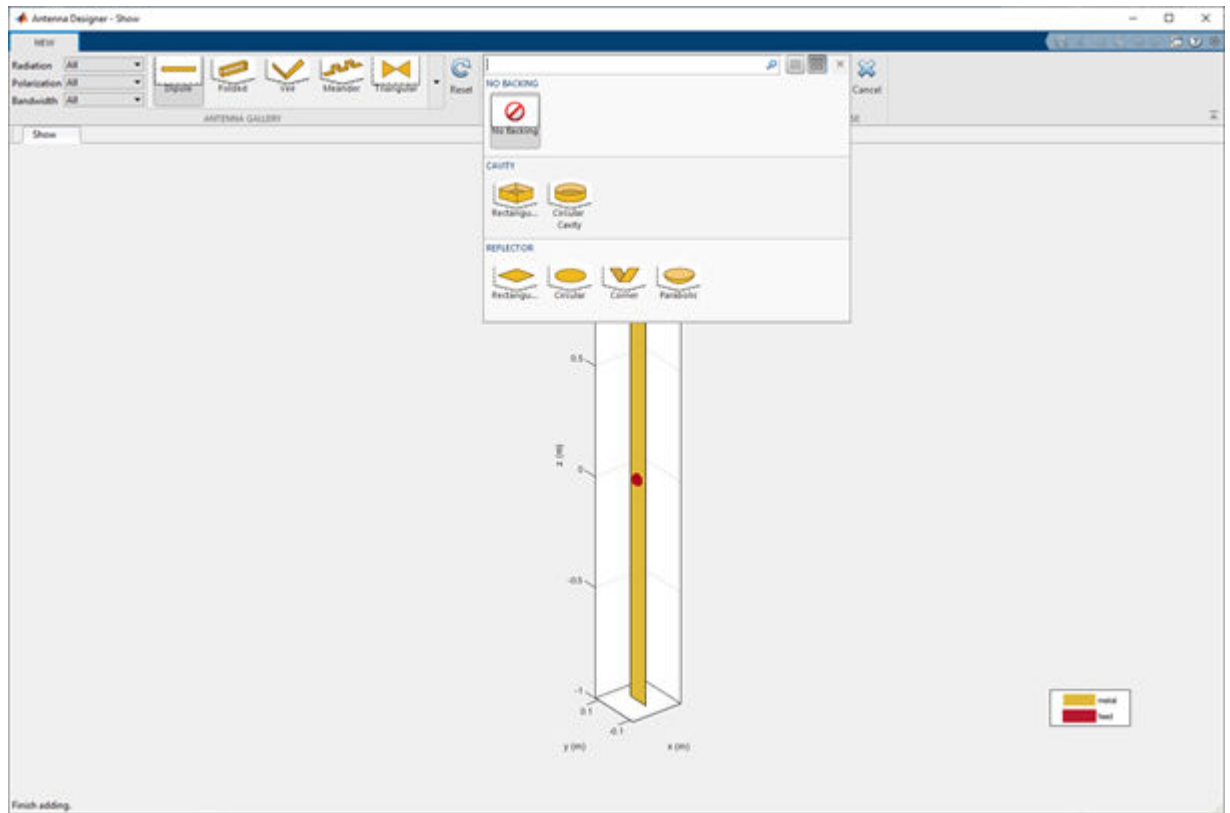 Antenna Designer - Show
NEW
Radiation All
Polarization All
Bandwidth All
Dipole Folded Vee Meander Triangular
Reset
Cancel
ANTENNA GALLERY
SE
Show
NO BACKING
No Backing
CAVITY
Rectangu... Circular Cavity
REFLECTOR
Rectangu... Circular Corner Parabolic
0.5
z (m)
0
-0.5
-1
0.1
-0.1
y (m) x (m)
metal
feed
Finish adding.